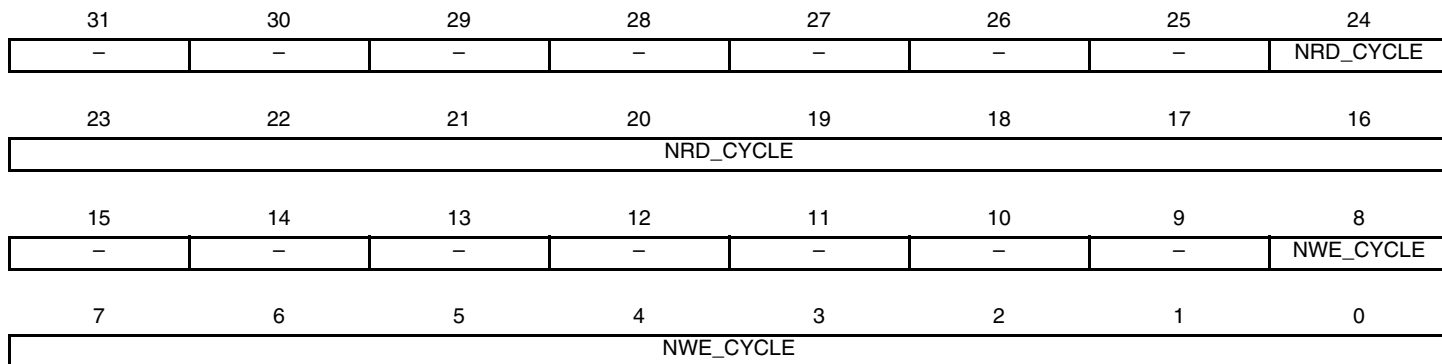 31 30 29 28 27 26 25 24
– – – – – – – NRD_CYCLE
23 22 21 20 19 18 17 16
NRD_CYCLE
15 14 13 12 11 10 9 8
– – – – – – – NWE_CYCLE
7 6 5 4 3 2 1 0
NWE_CYCLE